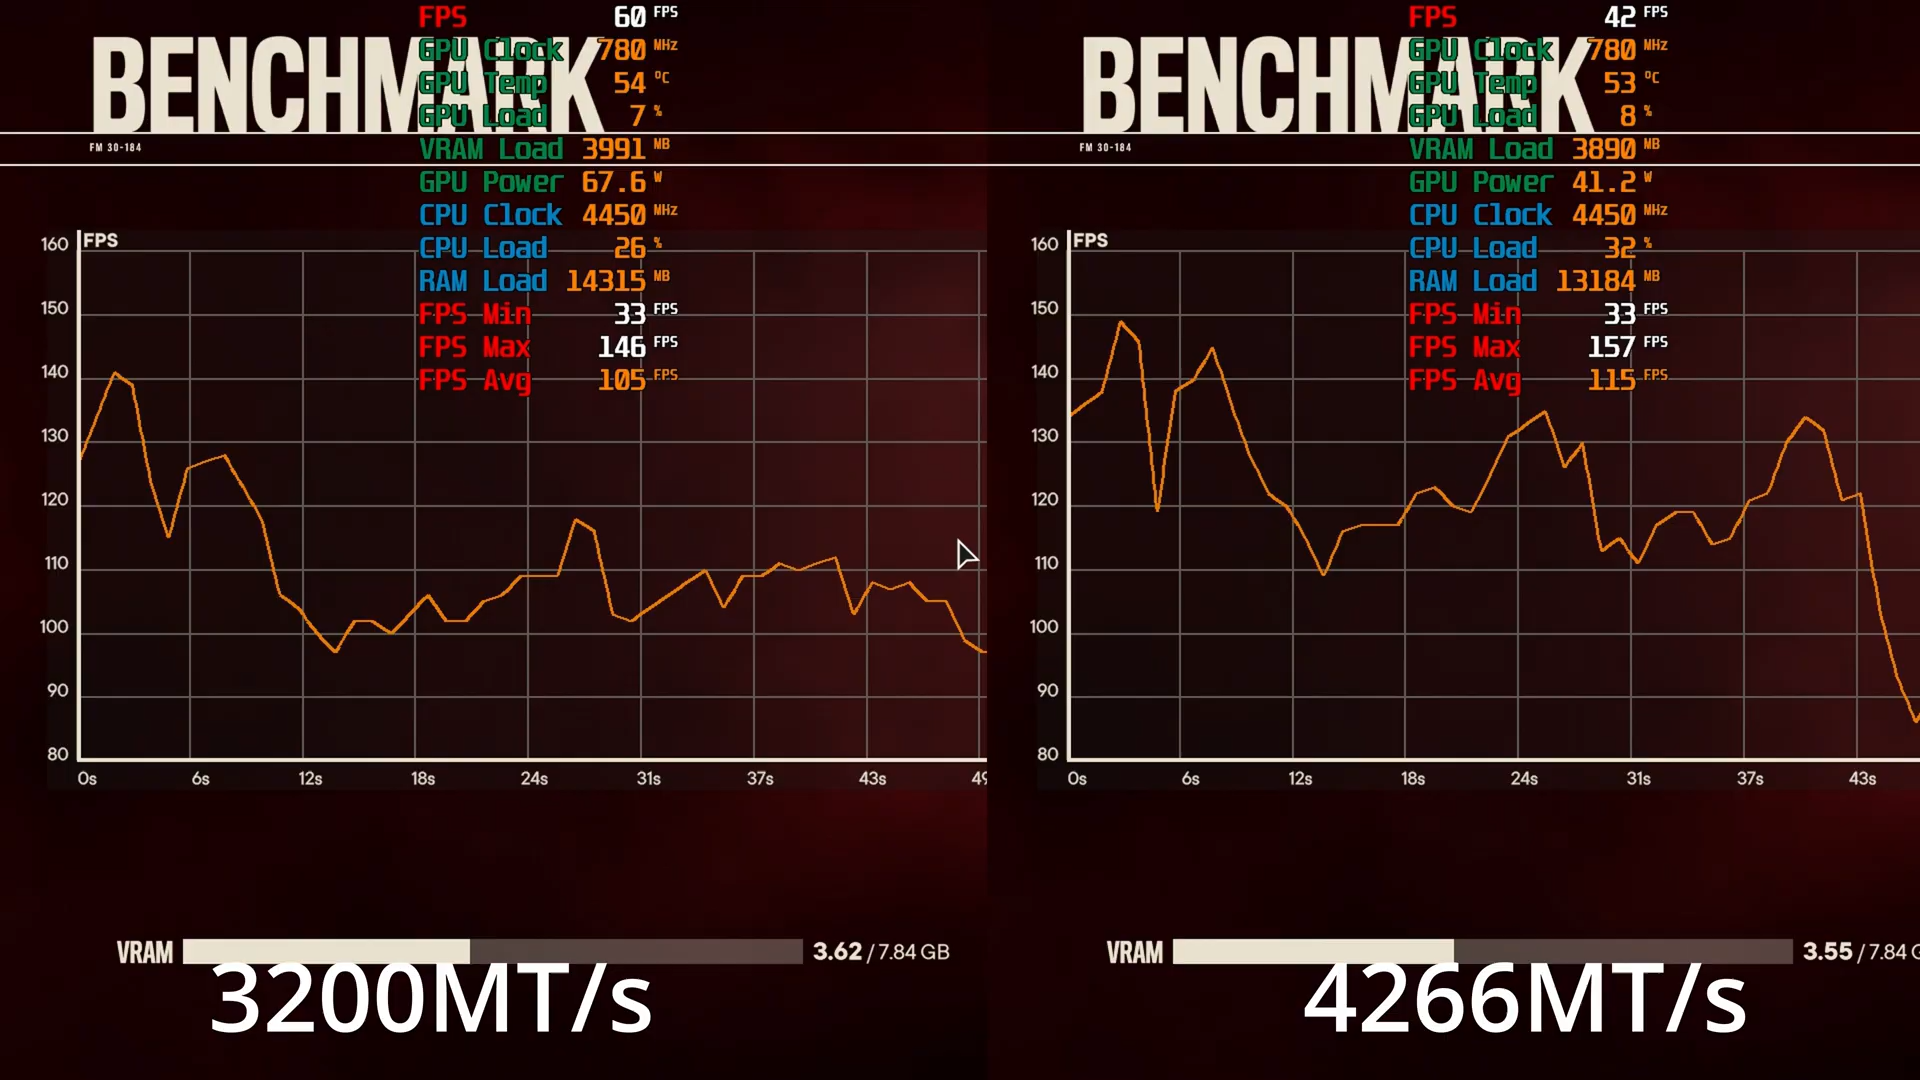 FPS 60 FPS
BENCHMARK
GPU Clock 780 MHz
GPU Temp 54 °C
GPU Load 7 %
FM 30-184
VRAM Load 3991 MB
GPU Power 67.6 W
CPU Clock 4450 MHz
CPU Load 26 %
RAM Load 14315 MB
FPS Min 33 FPS
FPS Max 146 FPS
FPS Avg 105 FPS
FPS
160
150
140
130
120
110
100
90
80
0s 6s 12s 18s 24s 31s 37s 43s
VRAM 3.62 / 7.84 GB
3200MT/s
FPS 42 FPS
BENCHMARK
GPU Clock 780 MHz
GPU Temp 53 °C
GPU Load 8 %
FM 30-184
VRAM Load 3890 MB
GPU Power 41.2 W
CPU Clock 4450 MHz
CPU Load 32 %
RAM Load 13184 MB
FPS Min 33 FPS
FPS Max 157 FPS
FPS Avg 115 FPS
FPS
160
150
140
130
120
110
100
90
80
0s 6s 12s 18s 24s 31s 37s 43s
VRAM 3.55 / 7.84
4266MT/s